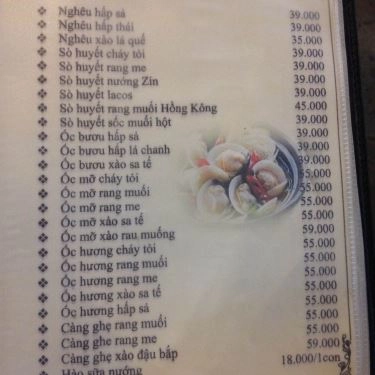 Nghêu hấp sả 39.000
Nghêu hấp thái 39.000
Nghêu xào lá quế 35.000
Sò huyết cháy tỏi 39.000
Sò huyết rang me 39.000
Sò huyết nướng Zín 39.000
Sò huyết lacos 39.000
Sò huyết rang muối Hồng Kông 45.000
Sò huyết sốc muối hột 39.000
Ốc bươu hấp sả 39.000
Ốc bươu hấp lá chanh 39.000
Ốc bươu xào sa tế 39.000
Ốc mỡ cháy tỏi 55.000
Ốc mỡ rang muối 55.000
Ốc mỡ rang me 55.000
Ốc mỡ xào sa tế 55.000
Ốc mỡ xào rau muống 59.000
Ốc hương cháy tỏi 55.000
Ốc hương rang muối 55.000
Ốc hương rang me 55.000
Ốc hương xào sa tế 55.000
Ốc hương hấp sả 55.000
Càng ghẹ rang muối 55.000
Càng ghẹ rang me 55.000
Càng ghẹ xào đậu bắp 59.000
Hào sữa nướng 18.000/1con